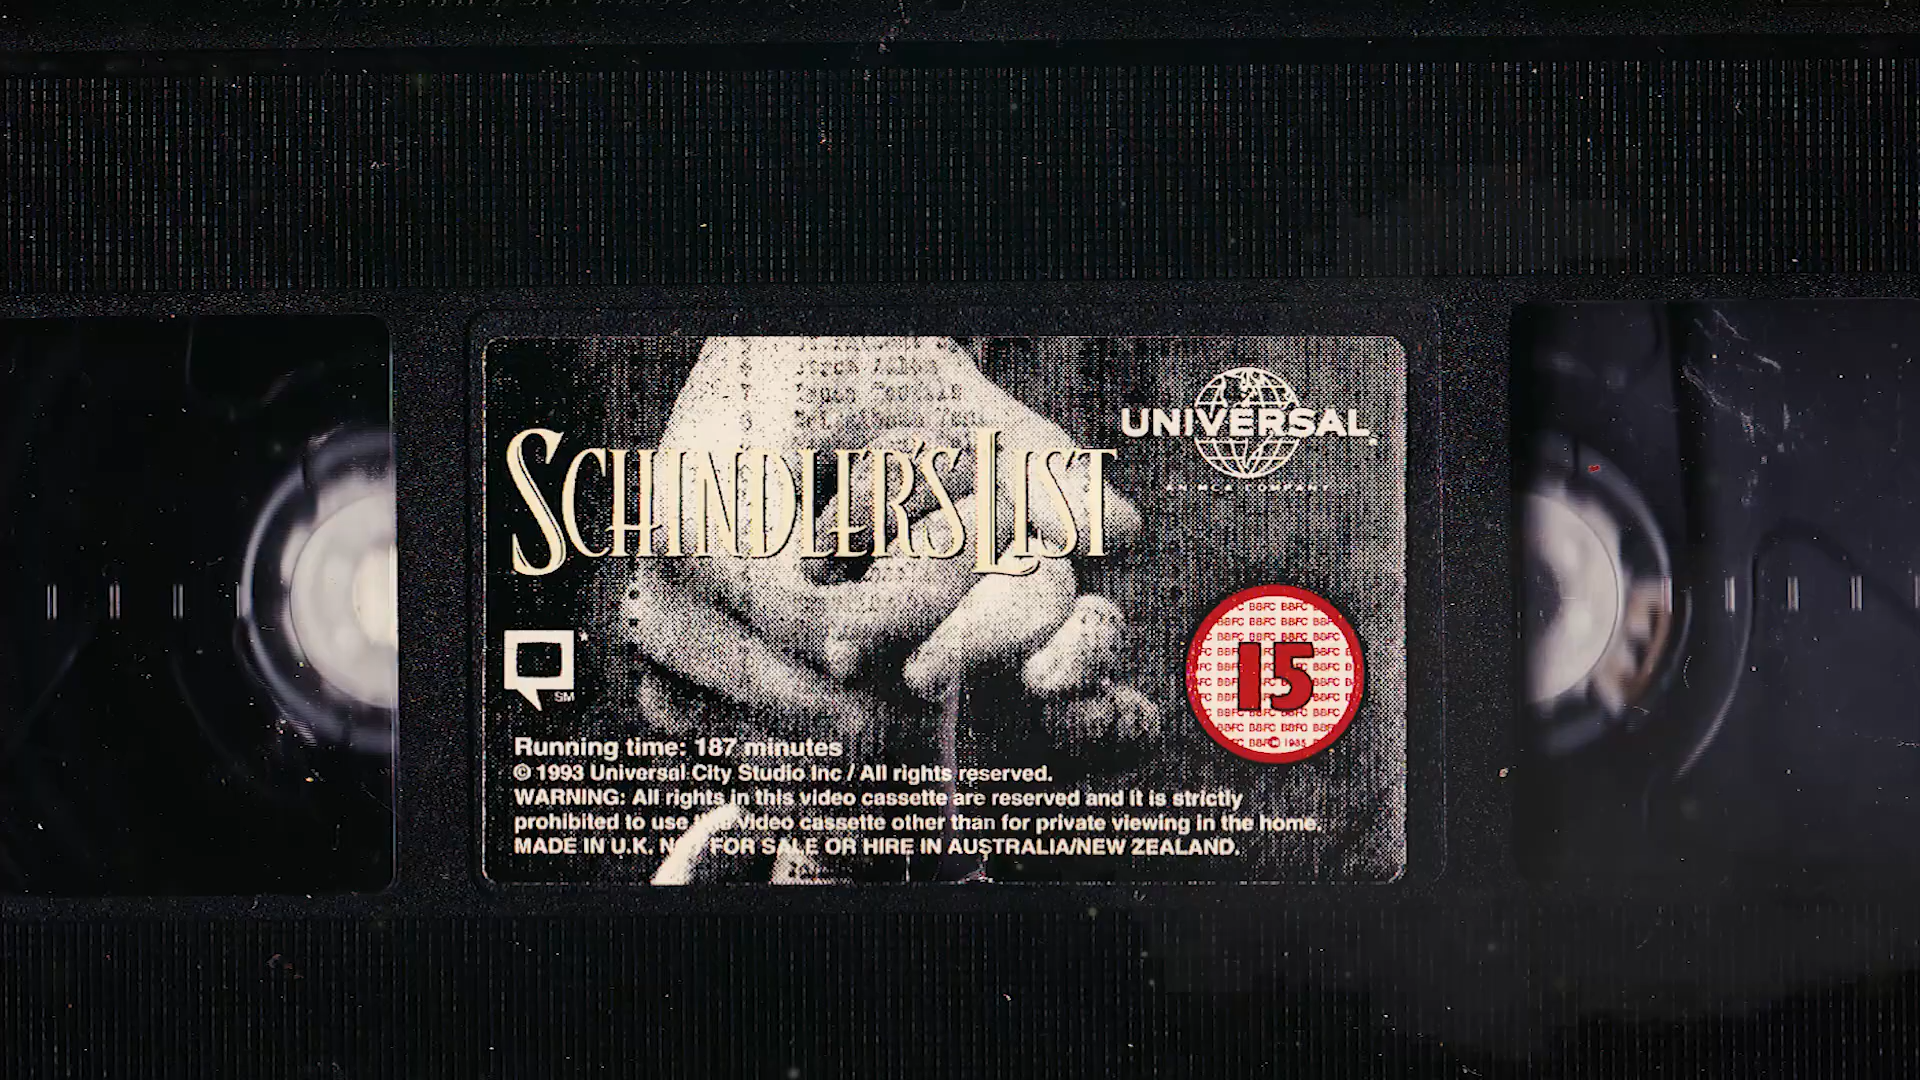 SCHINDLER'S LIST
UNIVERSAL
AN MCA COMPANY
15
SM
Running time: 187 minutes
© 1993 Universal City Studio Inc / All rights reserved.
WARNING: All rights in this video cassette are reserved and it is strictly
prohibited to use this video cassette other than for private viewing in the home.
MADE IN U.K. NOT FOR SALE OR HIRE IN AUSTRALIA/NEW ZEALAND.